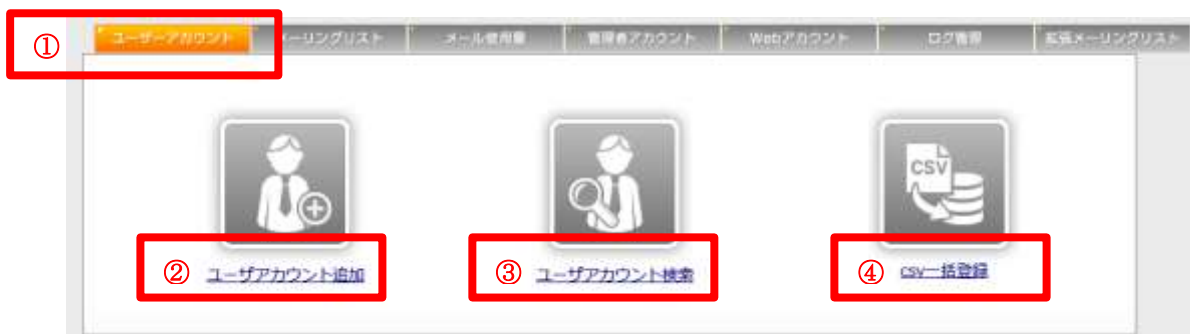 ①
ユーザーアカウント メーリングリスト メール使用量 管理者アカウント Webアカウント ログ管理 拡張メーリングリスト
CSV
② ユーザアカウント追加 ③ ユーザアカウント検索 ④ CSV一括登録